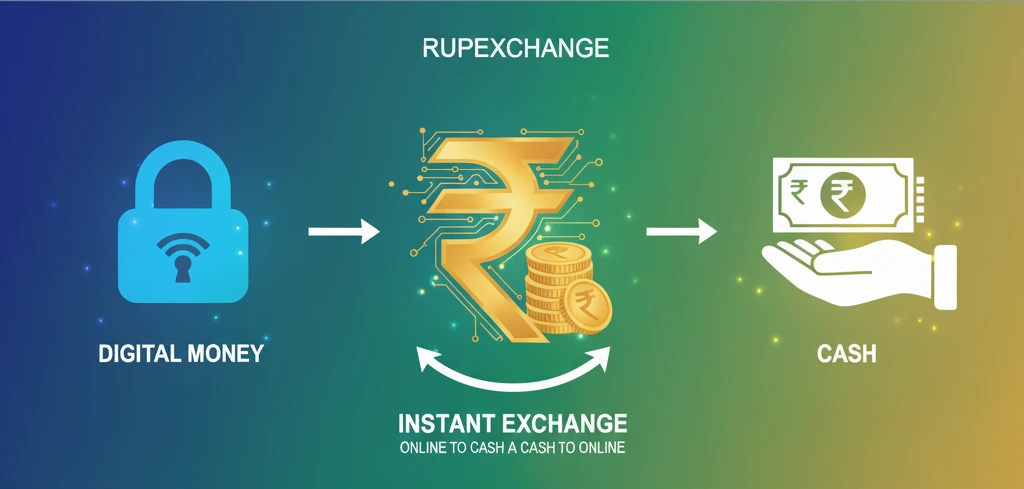 RUPEXCHANGE
₹
₹ ₹
₹
DIGITAL MONEY
CASH
INSTANT EXCHANGE
ONLINE TO CASH A CASH TO ONLINE